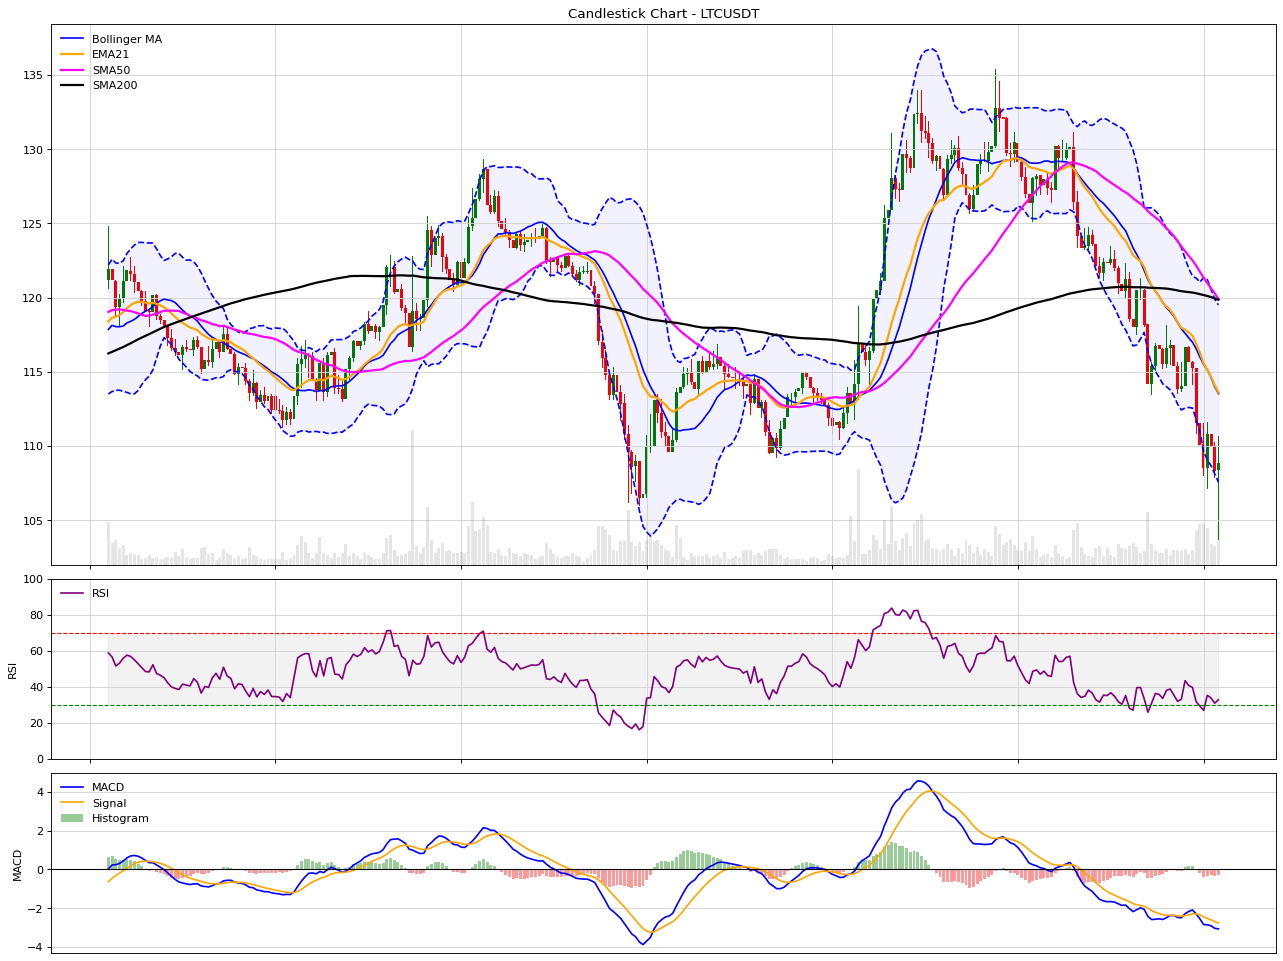 Candlestick Chart - LTCUSDT
Bollinger MA
EMA21
SMA50
SMA200
135
130
125
120
115
110
105
RSI
100
80
60
40
20
0
RSI
MACD
Signal
Histogram
4
2
0
−2
−4
MACD